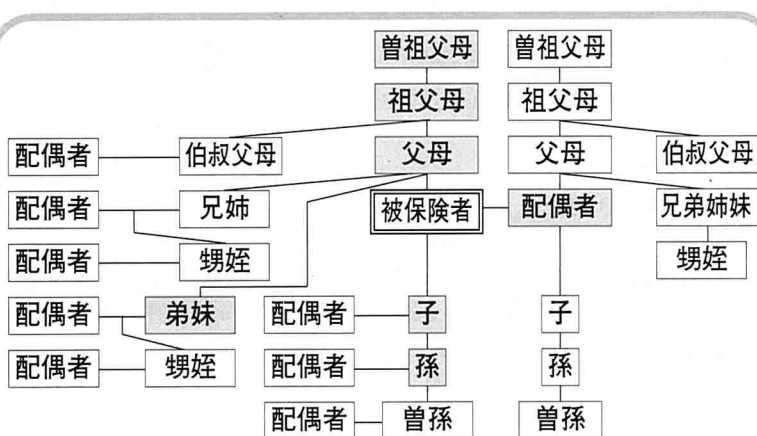 曽祖父母 曽祖父母
祖父母 祖父母
配偶者 伯叔父母 父母 父母 伯叔父母
配偶者 兄姉 被保険者 配偶者 兄弟姉妹
配偶者 甥姪 甥姪
配偶者 弟妹 配偶者 子 子
配偶者 甥姪 配偶者 孫 孫
配偶者 曽孫 曽孫